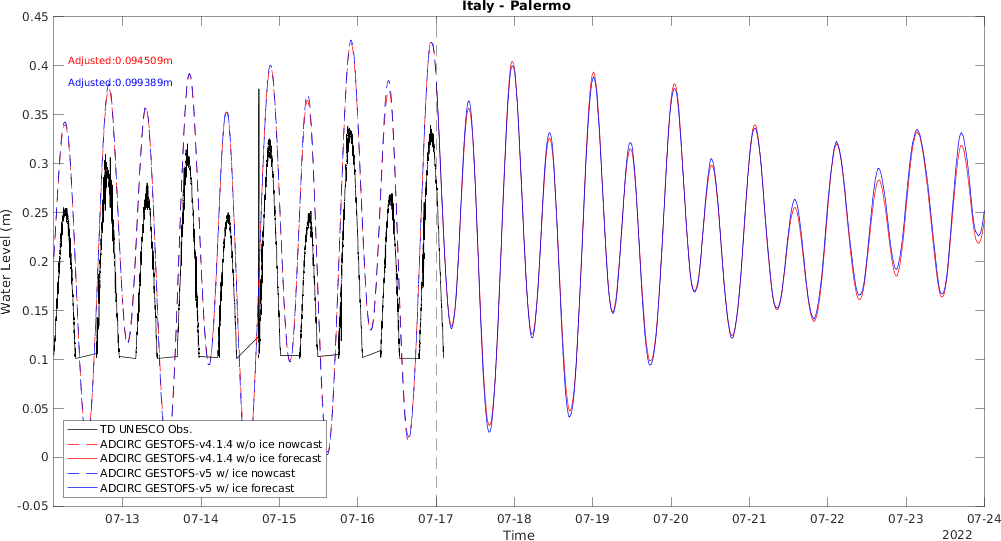 Italy - Palermo
Water Level (m)
0.45
0.4
0.35
0.3
0.25
0.2
0.15
0.1
0.05
0
-0.05
Adjusted:0.094509m
Adjusted:0.099389m
TD UNESCO Obs.
ADCIRC GESTOFS-v4.1.4 w/o ice nowcast
ADCIRC GESTOFS-v4.1.4 w/o ice forecast
ADCIRC GESTOFS-v5 w/ ice nowcast
ADCIRC GESTOFS-v5 w/ ice forecast
07-13 07-14 07-15 07-16 07-17 07-18 07-19 07-20 07-21 07-22 07-23 07-24
Time
2022